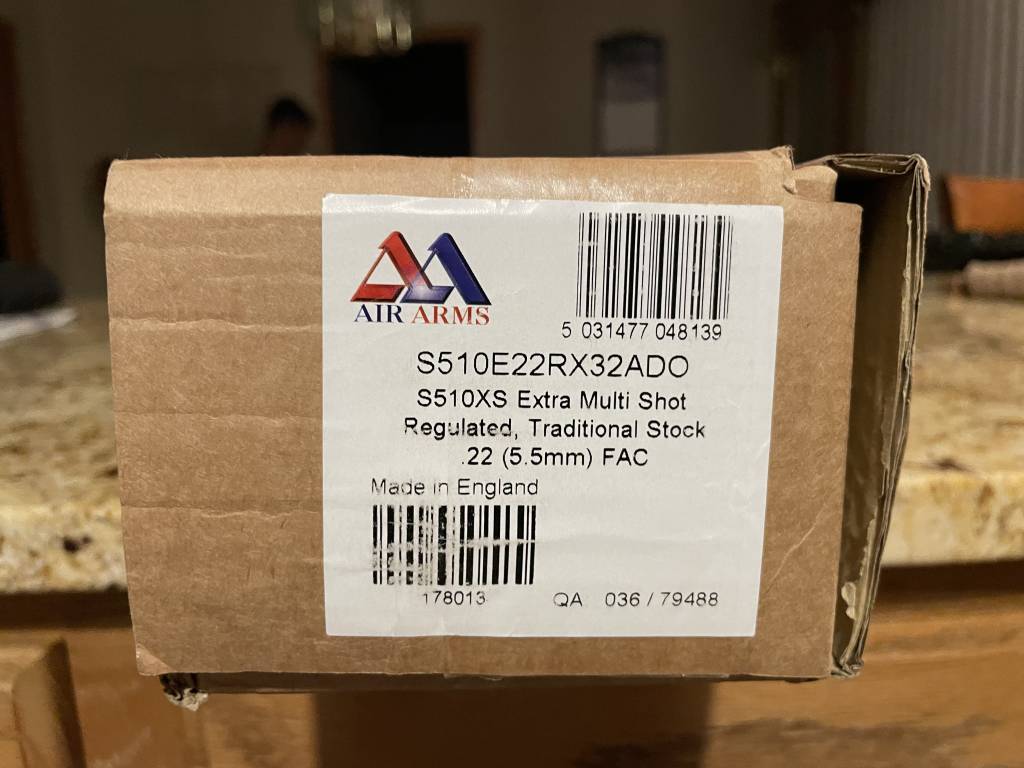 AIR ARMS
5 031477 048139
S510E22RX32ADO
S510XS Extra Multi Shot
Regulated, Traditional Stock
.22 (5.5mm) FAC
Made in England
178013
QA 036 / 79488